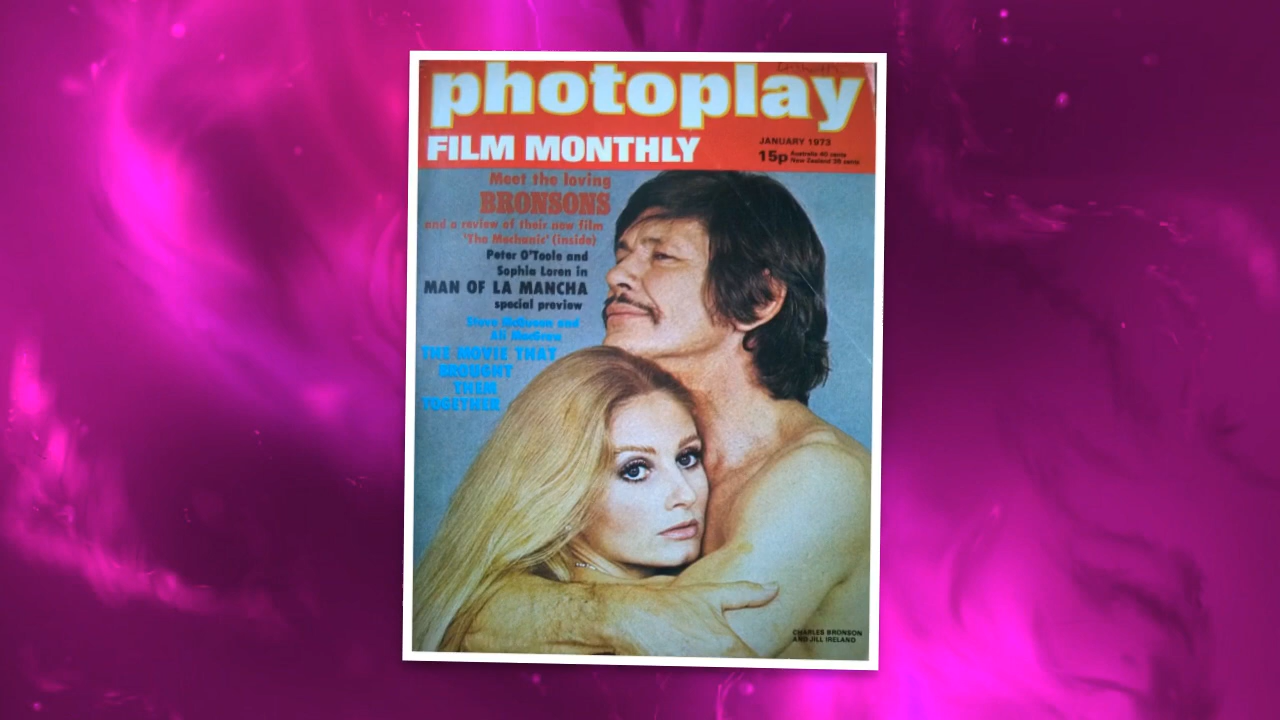 photoplay
FILM MONTHLY
JANUARY 1973
15p
Australia 40 cents
New Zealand 35 cents
Meet the loving
BRONSONS
and a review of their new film
'The Mechanic' (inside)
Peter O'Toole and
Sophia Loren in
MAN OF LA MANCHA
special preview
Steve McQueen and
Ali MacGraw
THE MOVIE THAT
BROUGHT
THEM
TOGETHER
CHARLES BRONSON
AND JILL IRELAND